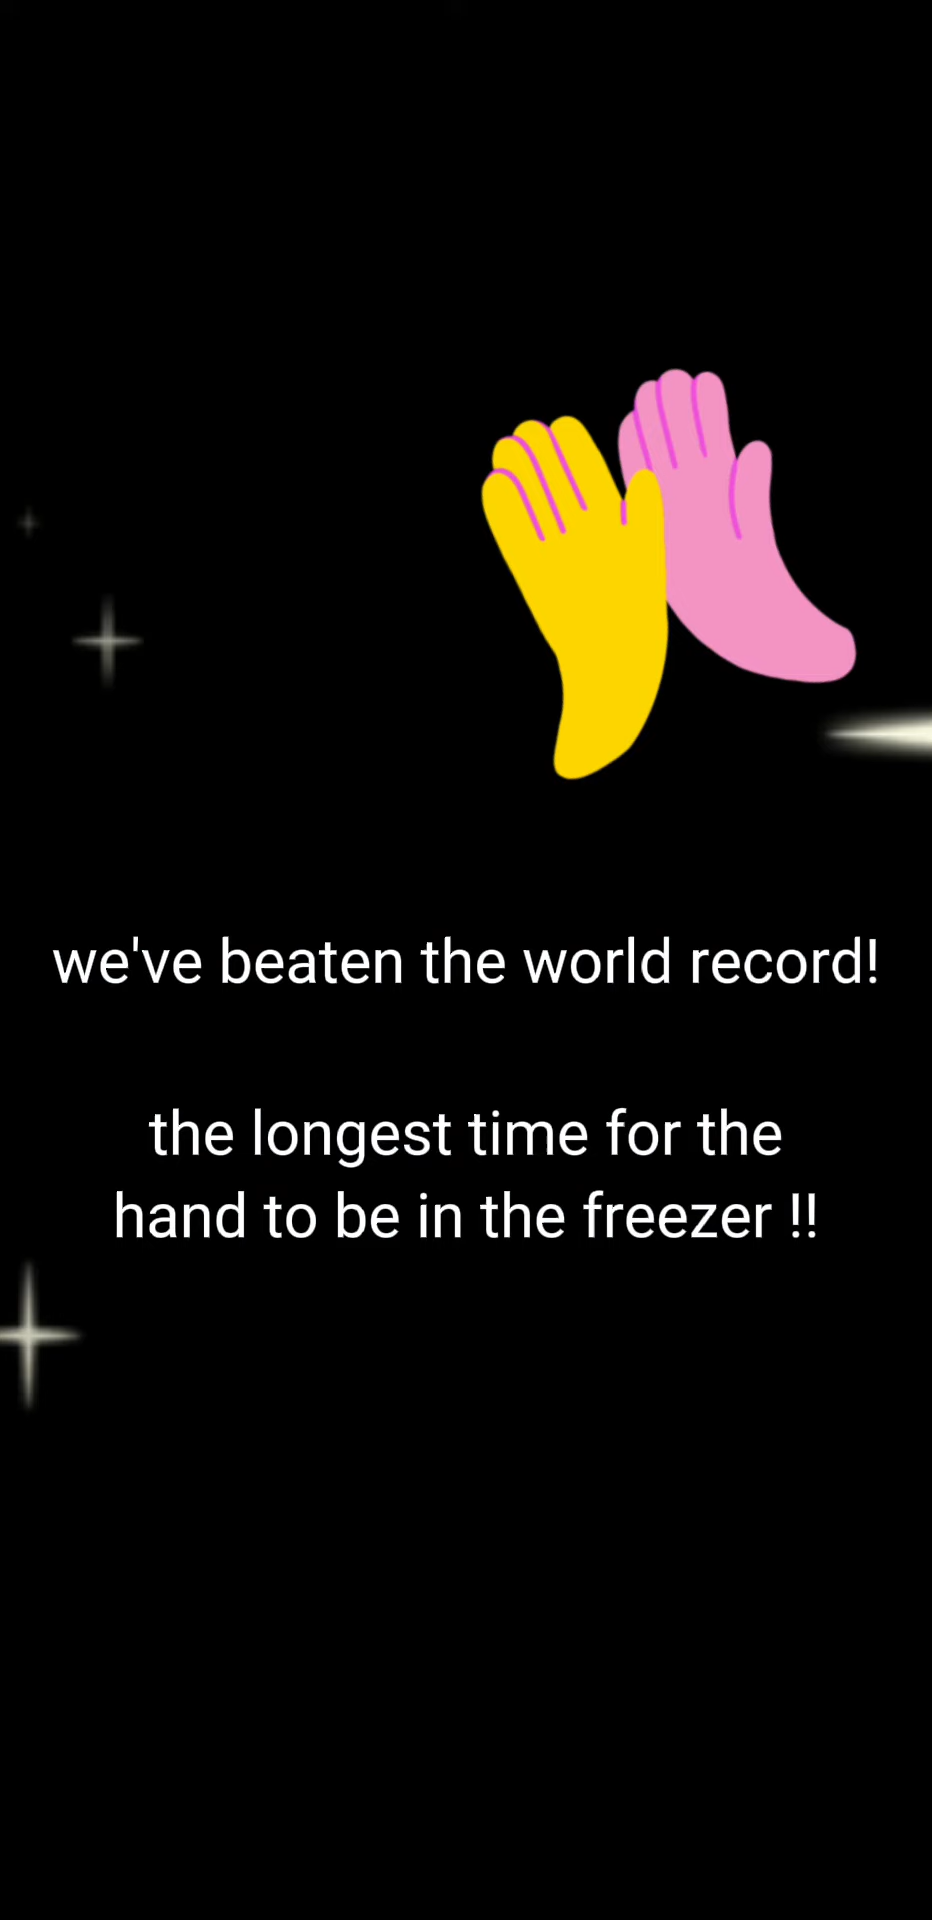 we've beaten the world record!
the longest time for the
hand to be in the freezer !!